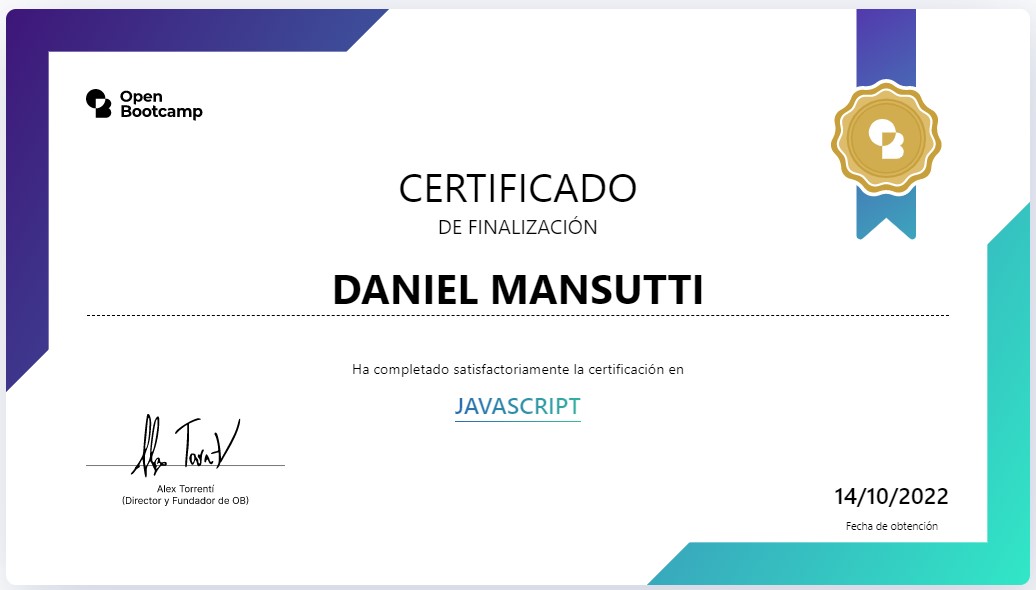 Open
Bootcamp
CERTIFICADO
DE FINALIZACIÓN
DANIEL MANSUTTI
Ha completado satisfactoriamente la certificación en
JAVASCRIPT
Alex Torrentí
(Director y Fundador de OB)
14/10/2022
Fecha de obtención